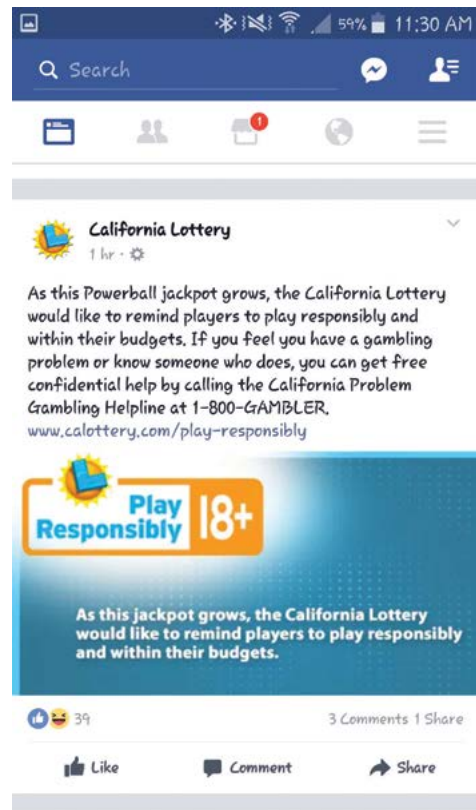 59% 11:30 AM
Search
1
California Lottery
1 hr ·
As this Powerball jackpot grows, the California Lottery
would like to remind players to play responsibly and
within their budgets. If you feel you have a gambling
problem or know someone who does, you can get free
confidential help by calling the California Problem
Gambling Helpline at 1-800-GAMBLER.
www.calottery.com/play-responsibly
Play
Responsibly
18+
As this jackpot grows, the California Lottery
would like to remind players to play responsibly
and within their budgets.
39 3 Comments 1 Share
Like Comment Share